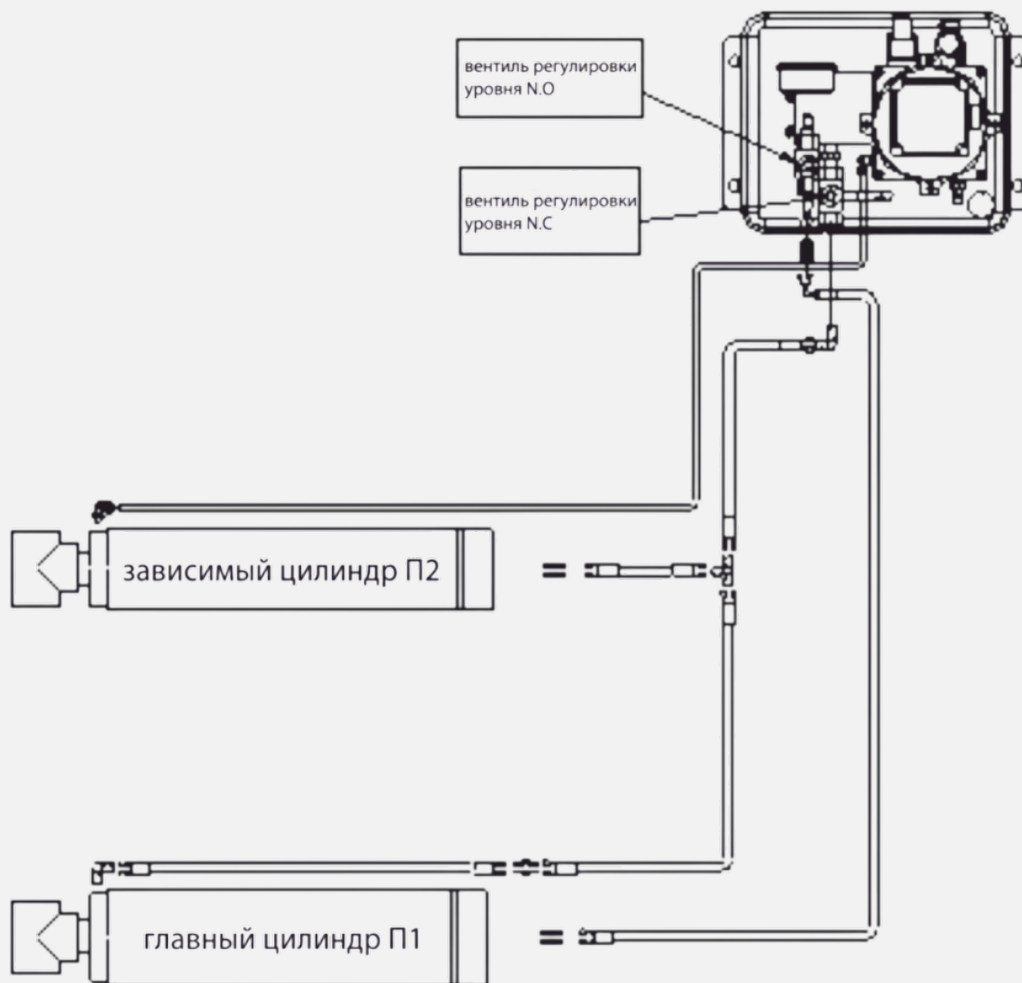 вентиль регулировки
уровня N.O
вентиль регулировки
уровня N.C
зависимый цилиндр П2
главный цилиндр П1